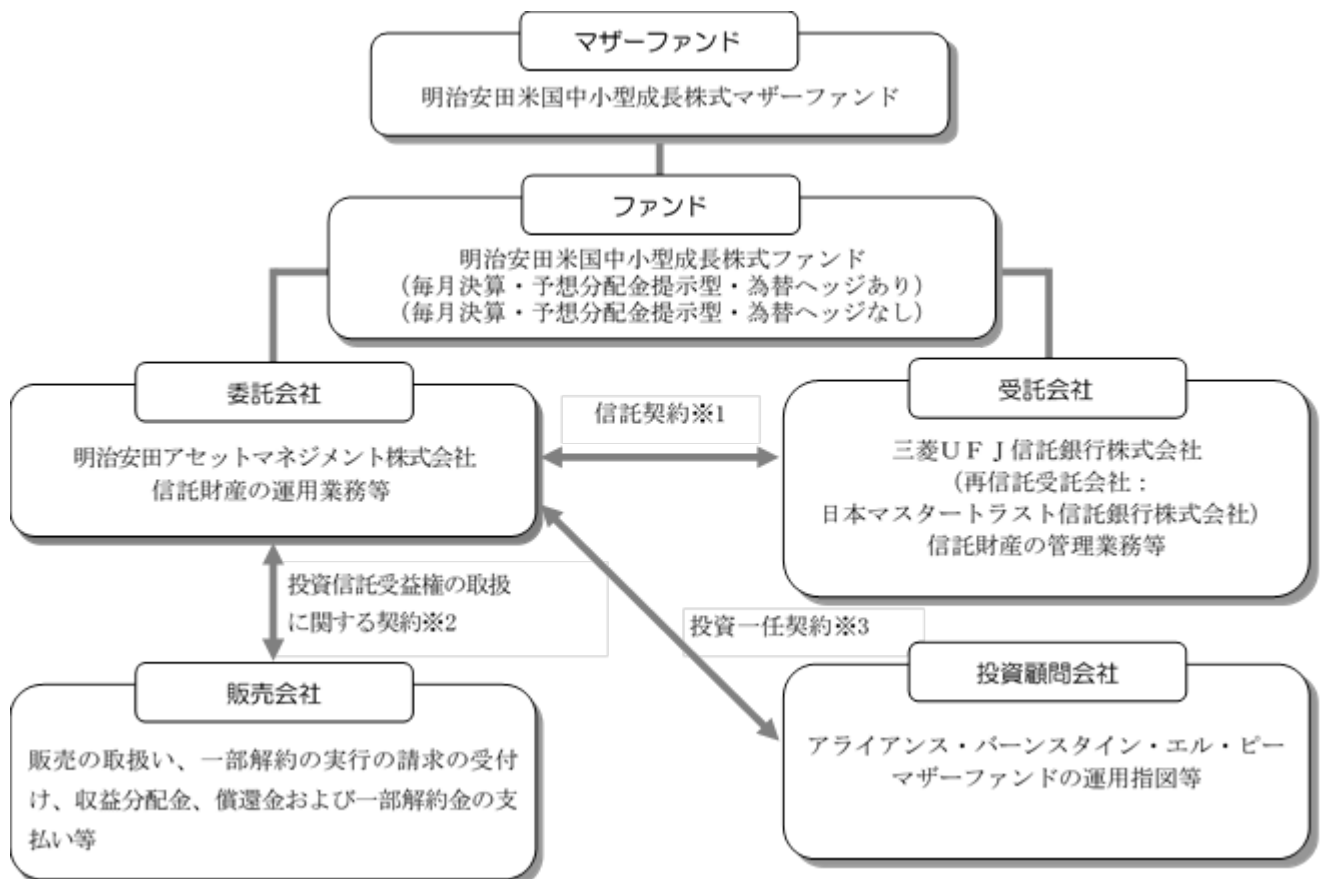 マザーファンド
明治安田米国中小型成長株式マザーファンド
ファンド
明治安田米国中小型成長株式ファンド
(毎月決算・予想分配金提示型・為替ヘッジあり)
(毎月決算・予想分配金提示型・為替ヘッジなし)
委託会社
明治安田アセットマネジメント株式会社
信託財産の運用業務等
信託契約※1
受託会社
三菱UFJ信託銀行株式会社
(再信託受託会社:
日本マスタートラスト信託銀行株式会社)
信託財産の管理業務等
投資信託受益権の取扱
に関する契約※2
投資一任契約※3
販売会社
販売の取扱い、一部解約の実行の請求の受付
け、収益分配金、償還金および一部解約金の支
払い等
投資顧問会社
アライアンス・バーンスタイン・エル・ピー
マザーファンドの運用指図等